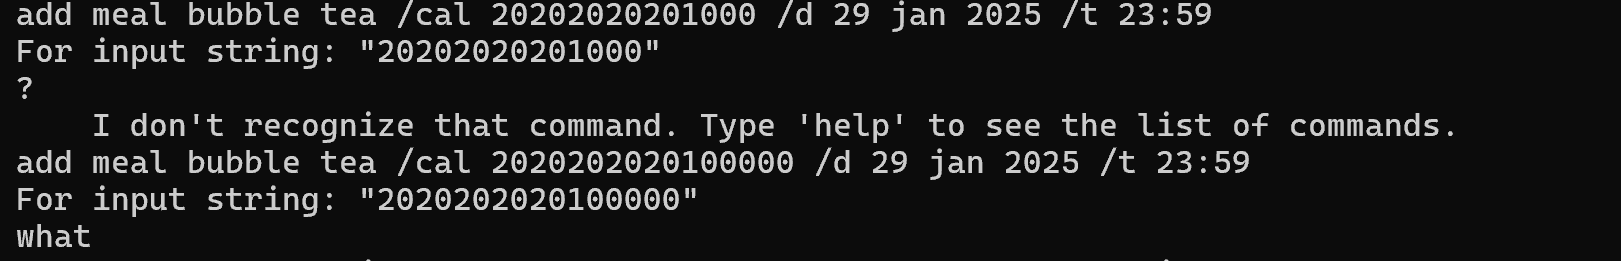 add meal bubble tea /cal 20202020201000 /d 29 jan 2025 /t 23:59
For input string: "20202020201000"
?
I don't recognize that command. Type 'help' to see the list of commands.
add meal bubble tea /cal 2020202020100000 /d 29 jan 2025 /t 23:59
For input string: "2020202020100000"
what